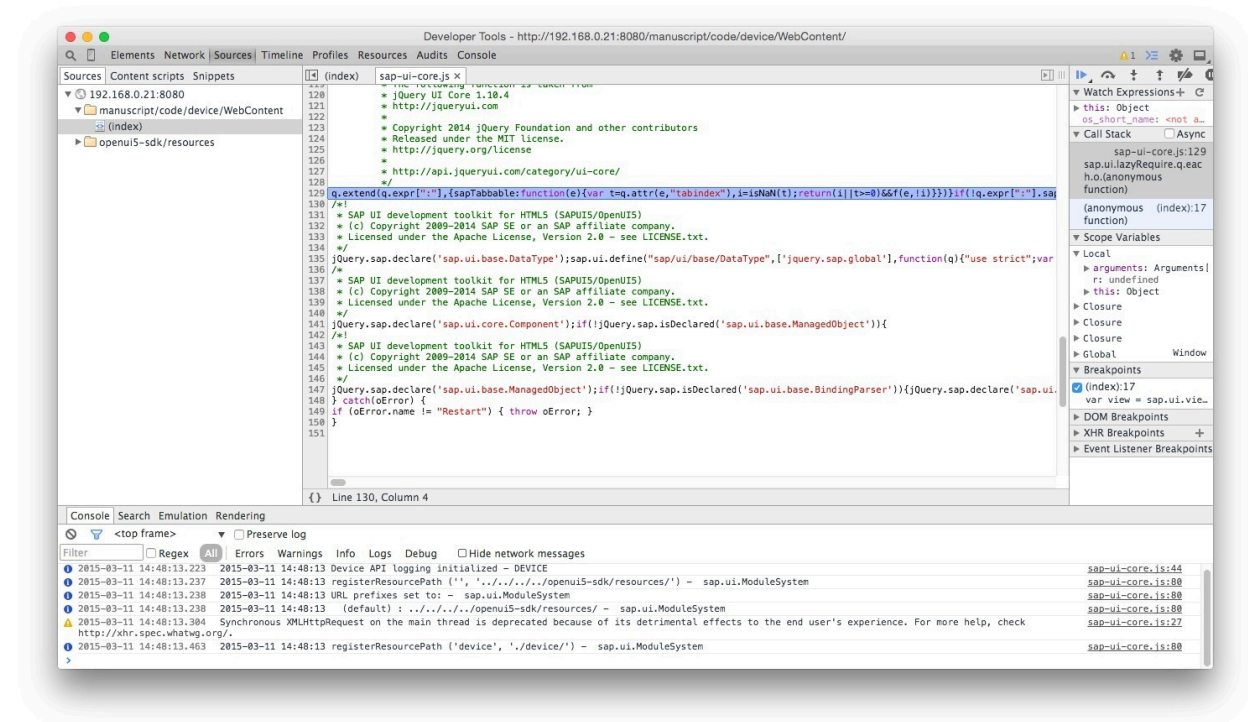 Developer Tools - http://192.168.0.21:8080/manuscript/code/device/WebContent/
Elements Network Sources Timeline Profiles Resources Audits Console
1
Sources Content scripts Snippets
192.168.0.21:8080
manuscript/code/device/WebContent
(index)
openui5-sdk/resources
(index) sap-ui-core.js ×
120 * jQuery UI Core 1.10.4
121 * http://jqueryui.com
122 *
123 * Copyright 2014 jQuery Foundation and other contributors
124 * Released under the MIT license.
125 * http://jquery.org/license
126 *
127 * http://api.jqueryui.com/category/ui-core/
128 */
129 q.extend(q.expr[":"],{sapTabbable:function(e){var t=q.attr(e,"tabindex"),i=isNaN(t);return(i||t>=0)&&f(e,!i)}})}if(!q.expr[":"].sap
130 /*!
131 * SAP UI development toolkit for HTML5 (SAPUI5/OpenUI5)
132 * (c) Copyright 2009-2014 SAP SE or an SAP affiliate company.
133 * Licensed under the Apache License, Version 2.0 - see LICENSE.txt.
134 */
135 jQuery.sap.declare('sap.ui.base.DataType');sap.ui.define("sap/ui/base/DataType",['jquery.sap.global'],function(q){"use strict";var
136 /*
137 * SAP UI development toolkit for HTML5 (SAPUI5/OpenUI5)
138 * (c) Copyright 2009-2014 SAP SE or an SAP affiliate company.
139 * Licensed under the Apache License, Version 2.0 - see LICENSE.txt.
140 */
141 jQuery.sap.declare('sap.ui.core.Component');if(!jQuery.sap.isDeclared('sap.ui.base.ManagedObject')){
142 /*!
143 * SAP UI development toolkit for HTML5 (SAPUI5/OpenUI5)
144 * (c) Copyright 2009-2014 SAP SE or an SAP affiliate company.
145 * Licensed under the Apache License, Version 2.0 - see LICENSE.txt.
146 */
147 jQuery.sap.declare('sap.ui.base.ManagedObject');if(!jQuery.sap.isDeclared('sap.ui.base.BindingParser')){jQuery.sap.declare('sap.ui.
148 } catch(oError) {
149 if (oError.name != "Restart") { throw oError; }
150 }
151
{} Line 130, Column 4
Watch Expressions + C
this: Object
os_short_name: <not a…
Call Stack Async
sap-ui-core.js:129
sap.ui.lazyRequire.q.eac
h.o.(anonymous
function)
(anonymous (index):17
function)
Scope Variables
Local
arguments: Arguments[
r: undefined
this: Object
Closure
Closure
Closure
Global Window
Breakpoints
(index):17
var view = sap.ui.vie…
DOM Breakpoints
XHR Breakpoints +
Event Listener Breakpoints
Console Search Emulation Rendering
<top frame> Preserve log
Filter Regex All Errors Warnings Info Logs Debug Hide network messages
2015-03-11 14:48:13.223 2015-03-11 14:48:13 Device API logging initialized - DEVICE sap-ui-core.js:44
2015-03-11 14:48:13.237 2015-03-11 14:48:13 registerResourcePath ('', '../../../../openui5-sdk/resources/') - sap.ui.ModuleSystem sap-ui-core.js:80
2015-03-11 14:48:13.238 2015-03-11 14:48:13 URL prefixes set to: - sap.ui.ModuleSystem sap-ui-core.js:80
2015-03-11 14:48:13.238 2015-03-11 14:48:13 (default) : ../../../../openui5-sdk/resources/ - sap.ui.ModuleSystem sap-ui-core.js:80
2015-03-11 14:48:13.304 Synchronous XMLHttpRequest on the main thread is deprecated because of its detrimental effects to the end user's experience. For more help, check sap-ui-core.js:27
http://xhr.spec.whatwg.org/.
2015-03-11 14:48:13.463 2015-03-11 14:48:13 registerResourcePath ('device', './device/') - sap.ui.ModuleSystem sap-ui-core.js:80
>